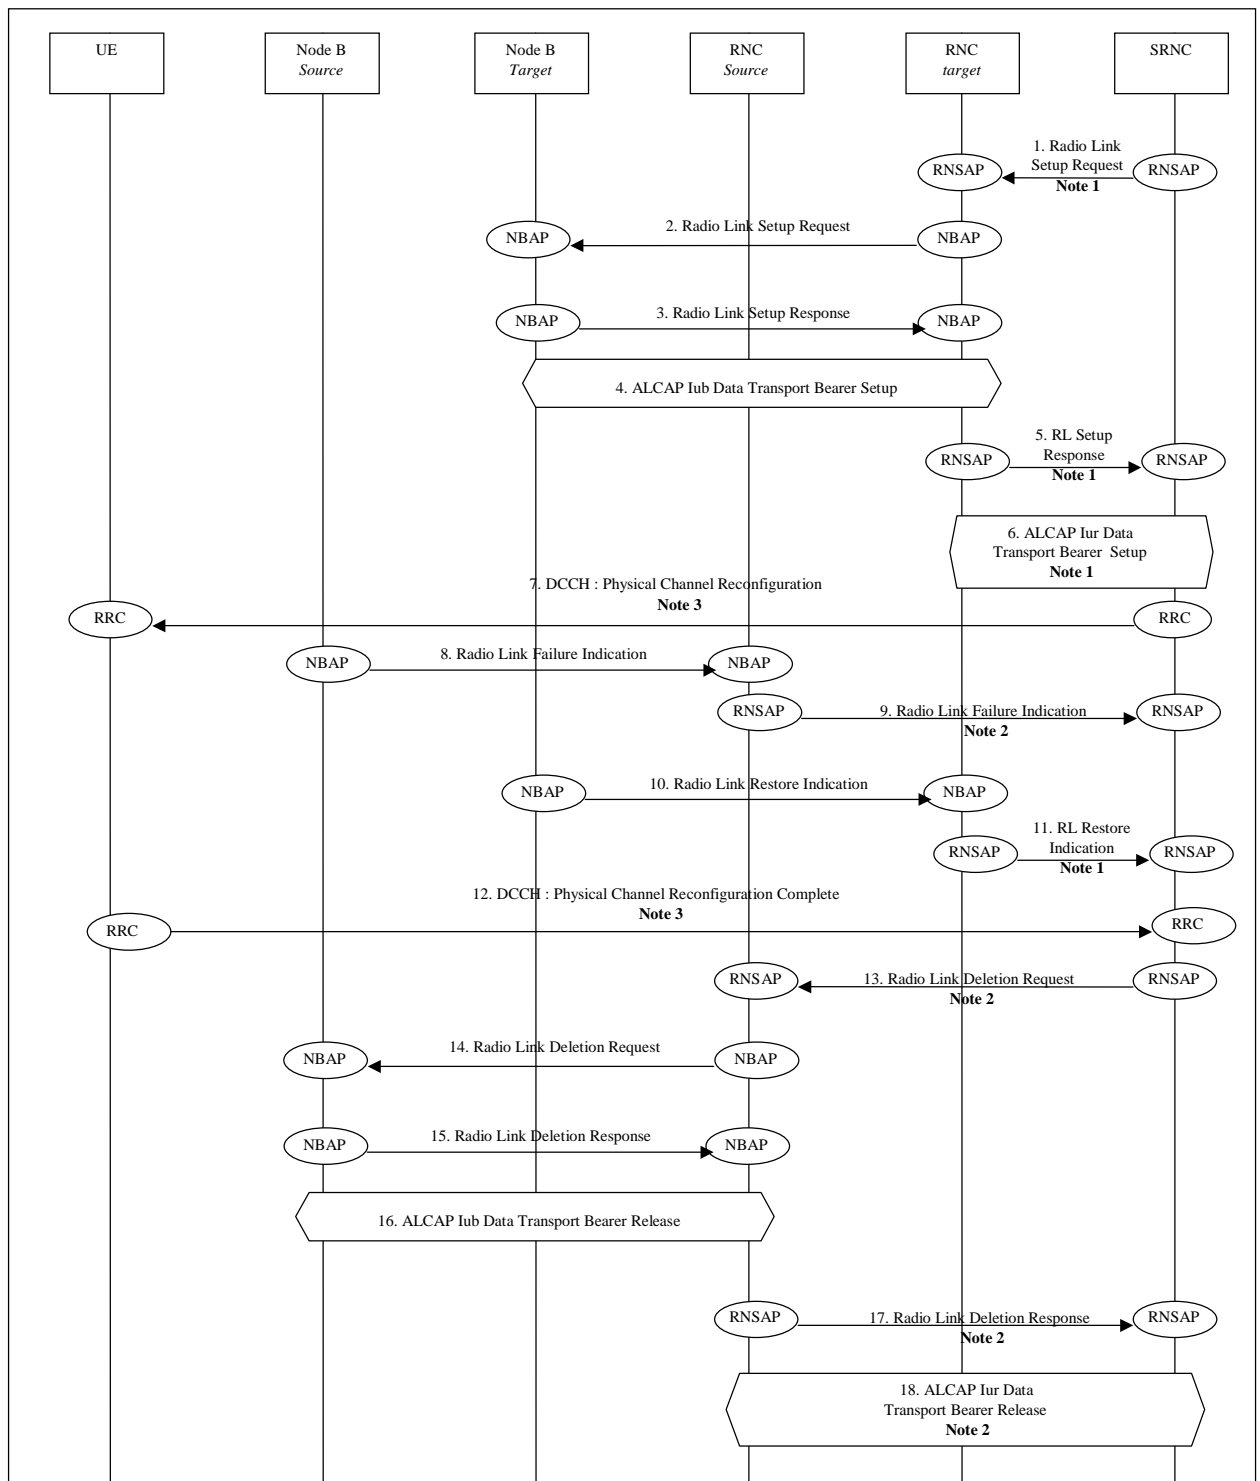 UE
Node B
Source
Node B
Target
RNC
Source
RNC
target
SRNC
1. Radio Link
Setup Request
Note 1
RNSAP
RNSAP
2. Radio Link Setup Request
NBAP
NBAP
3. Radio Link Setup Response
NBAP
NBAP
4. ALCAP Iub Data Transport Bearer Setup
5. RL Setup
Response
Note 1
RNSAP
RNSAP
6. ALCAP Iur Data
Transport Bearer Setup
Note 1
7. DCCH : Physical Channel Reconfiguration
Note 3
RRC
RRC
8. Radio Link Failure Indication
NBAP
NBAP
9. Radio Link Failure Indication
Note 2
RNSAP
RNSAP
10. Radio Link Restore Indication
NBAP
NBAP
11. RL Restore
Indication
Note 1
RNSAP
RNSAP
12. DCCH : Physical Channel Reconfiguration Complete
Note 3
RRC
RRC
13. Radio Link Deletion Request
Note 2
RNSAP
RNSAP
14. Radio Link Deletion Request
NBAP
NBAP
15. Radio Link Deletion Response
NBAP
NBAP
16. ALCAP Iub Data Transport Bearer Release
17. Radio Link Deletion Response
Note 2
RNSAP
RNSAP
18. ALCAP Iur Data
Transport Bearer Release
Note 2